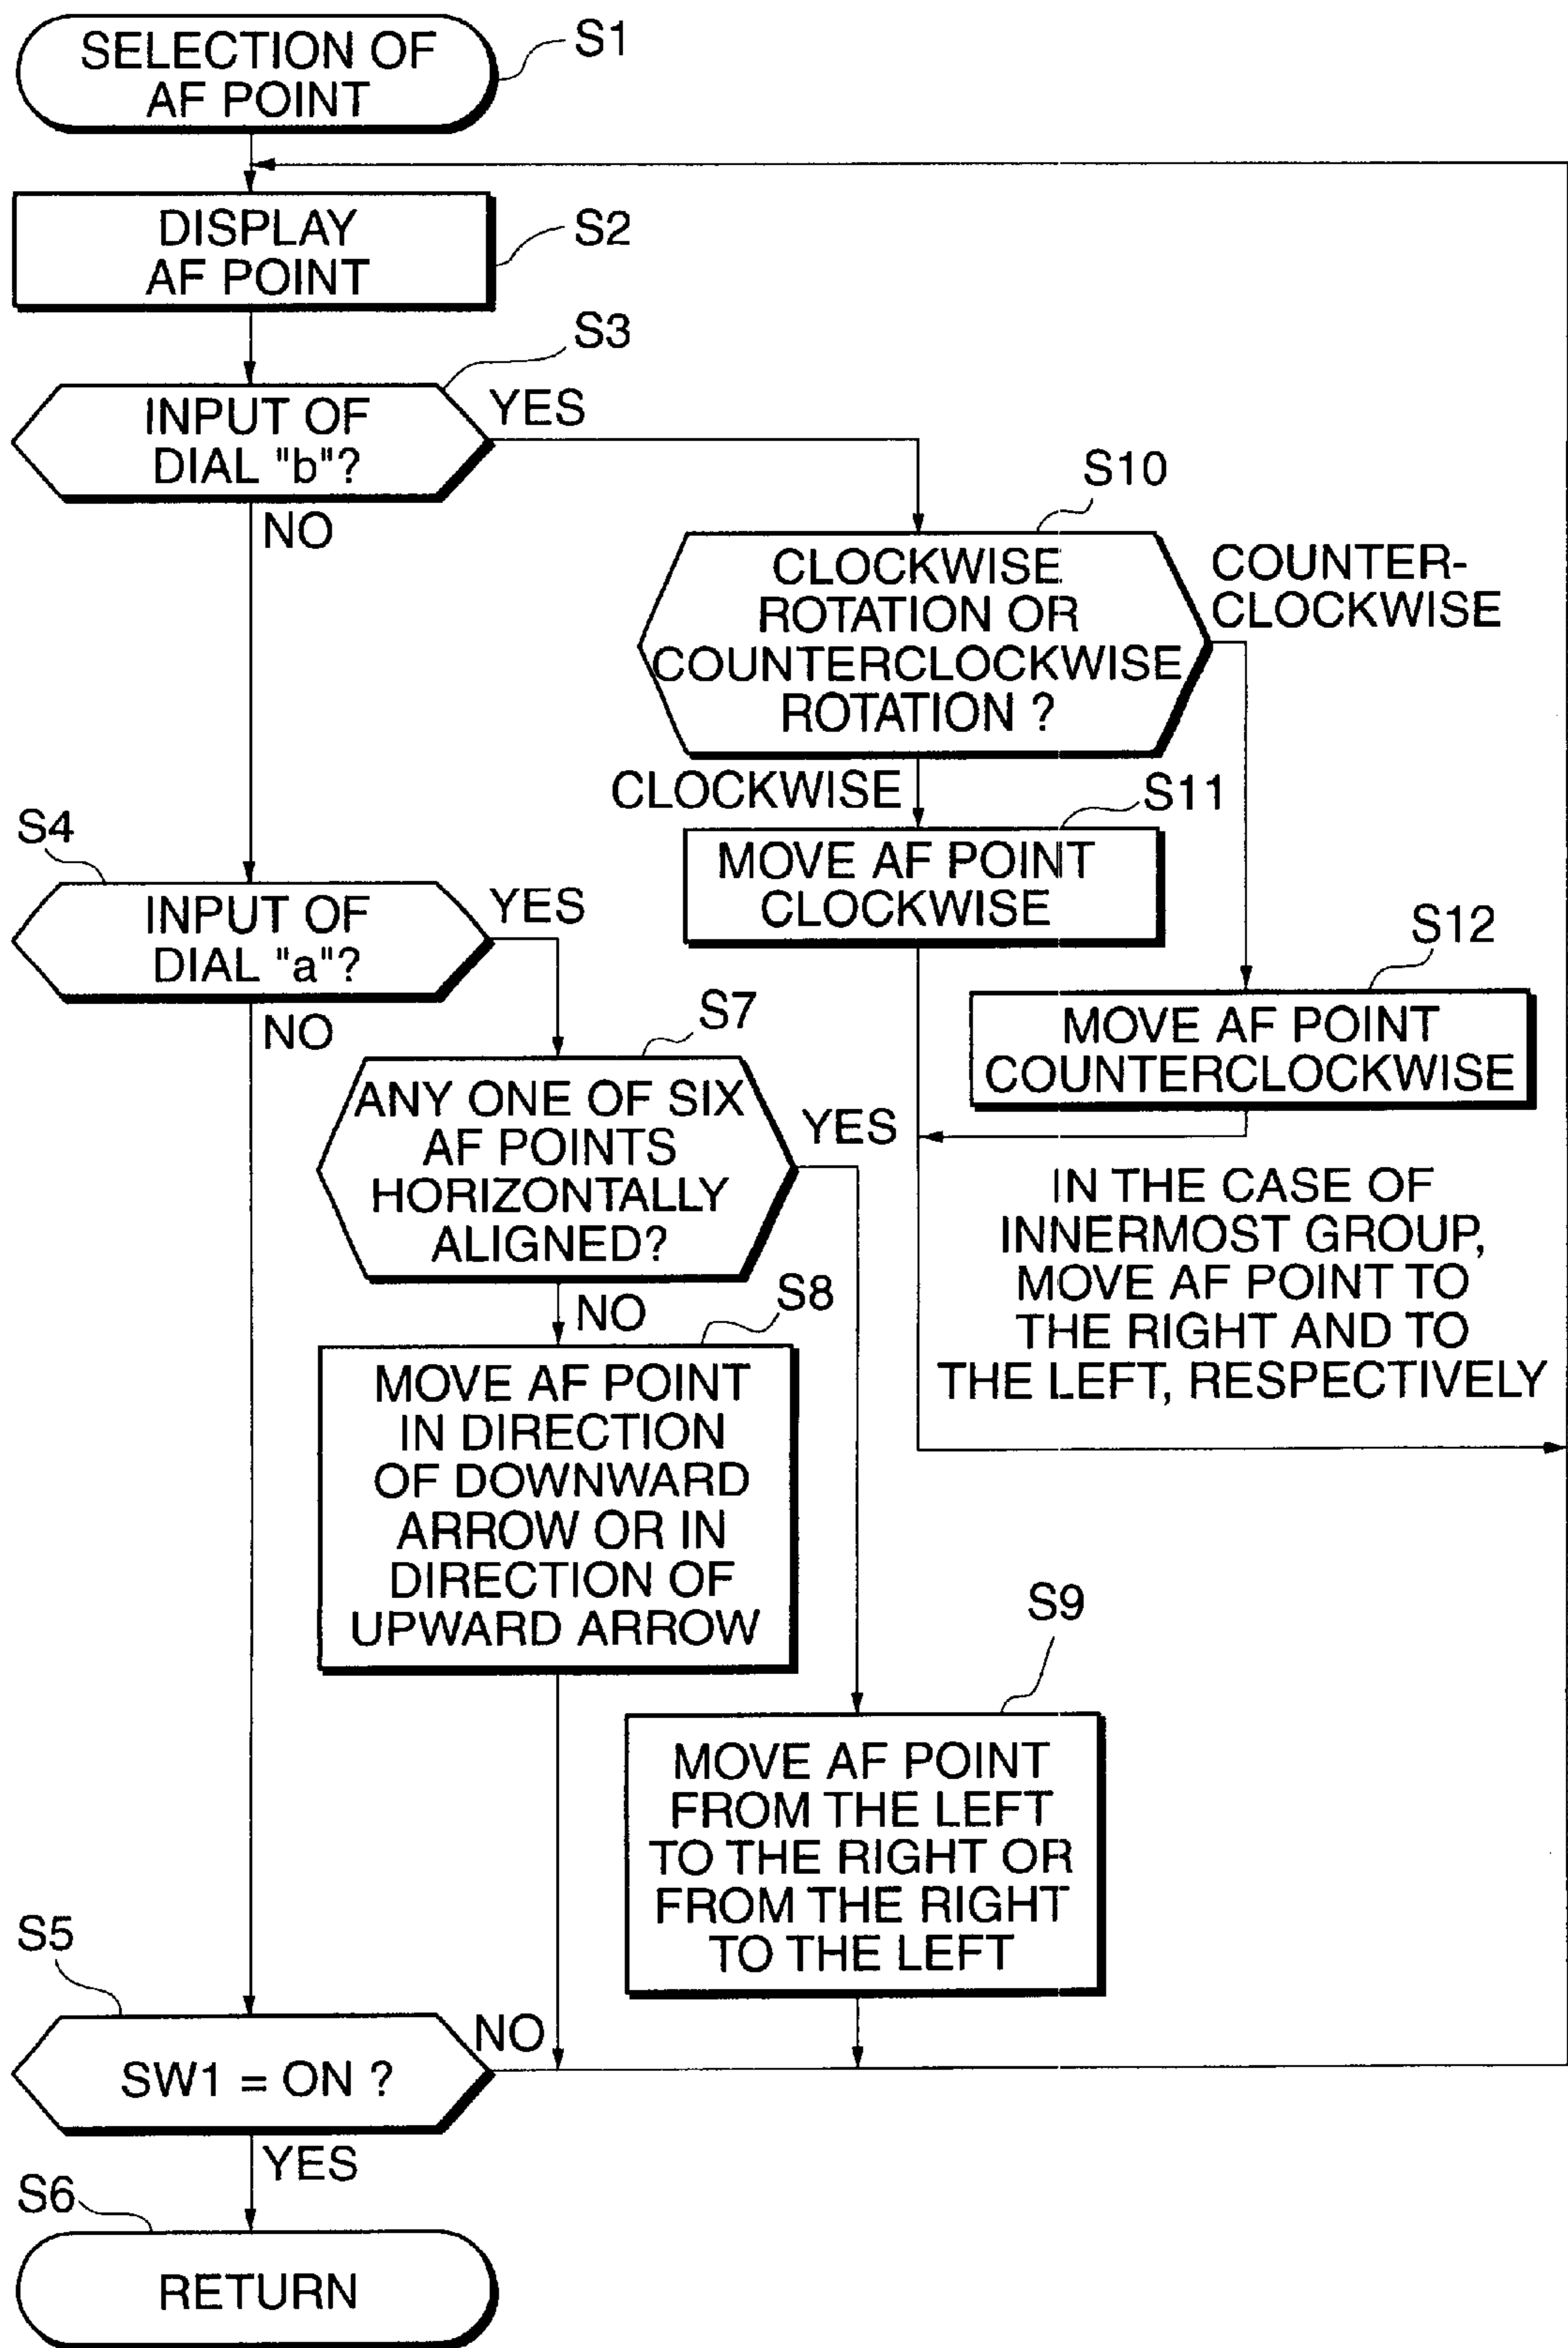 SELECTION OF
AF POINT
S1
DISPLAY
AF POINT
S2
S3
INPUT OF
DIAL "b"?
YES
NO
S10
CLOCKWISE
ROTATION OR
COUNTERCLOCKWISE
ROTATION ?
COUNTER-
CLOCKWISE
CLOCKWISE
S11
MOVE AF POINT
CLOCKWISE
S12
MOVE AF POINT
COUNTERCLOCKWISE
IN THE CASE OF
INNERMOST GROUP,
MOVE AF POINT TO
THE RIGHT AND TO
THE LEFT, RESPECTIVELY
S4
INPUT OF
DIAL "a"?
YES
NO
S7
ANY ONE OF SIX
AF POINTS
HORIZONTALLY
ALIGNED?
YES
NO
S8
MOVE AF POINT
IN DIRECTION
OF DOWNWARD
ARROW OR IN
DIRECTION OF
UPWARD ARROW
S9
MOVE AF POINT
FROM THE LEFT
TO THE RIGHT OR
FROM THE RIGHT
TO THE LEFT
S5
SW1 = ON ?
NO
YES
S6
RETURN